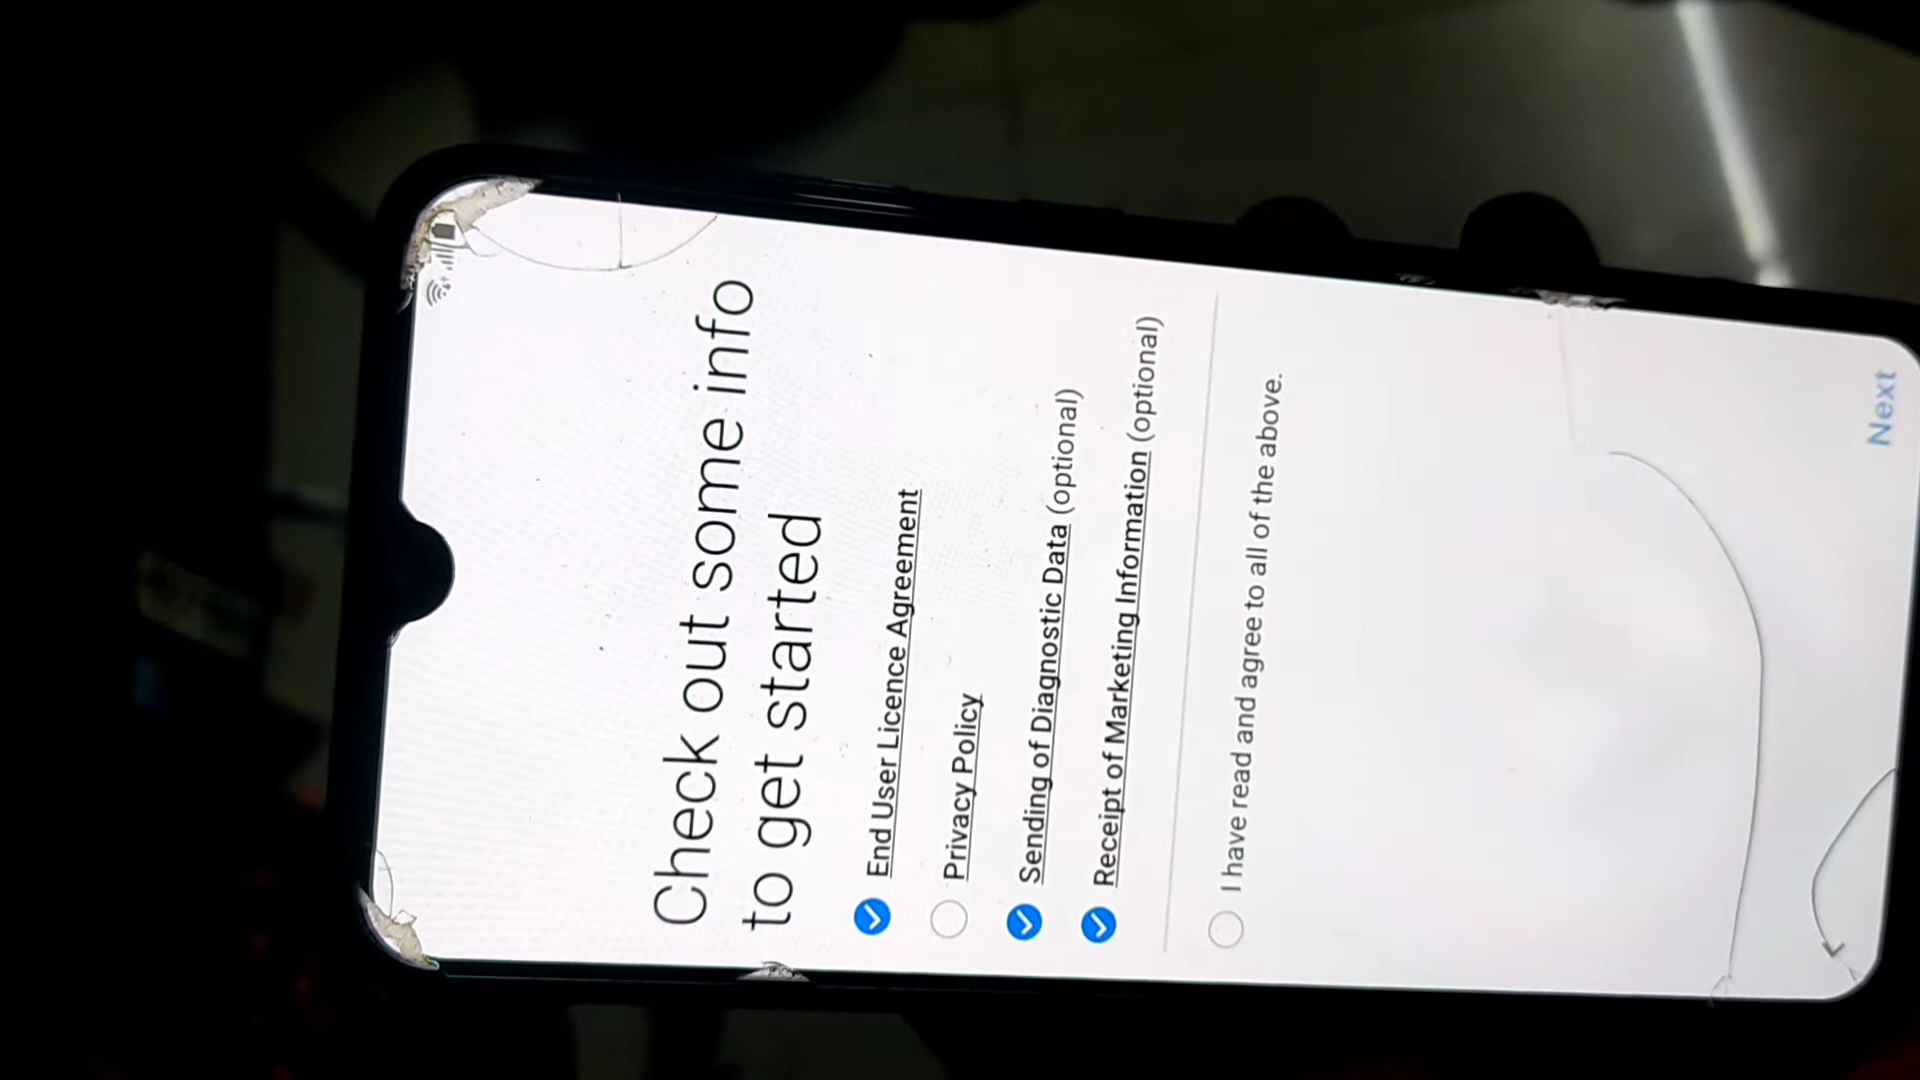 Check out some info
to get started
End User Licence Agreement
Privacy Policy
Sending of Diagnostic Data (optional)
Receipt of Marketing Information (optional)
I have read and agree to all of the above.
Next